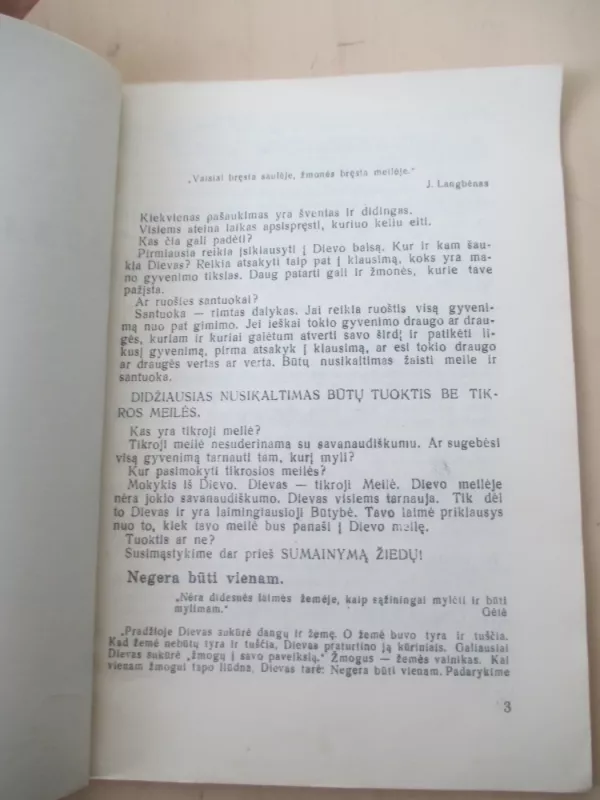 „Vaisiai bręsta saulėje, žmonės bręsta meilėje."
J. Langbėnas
Kiekvienas pašaukimas yra šventas ir didingas.
Visiems ateina laikas apsispręsti, kuriuo keliu eiti.
Kas čia gali padėti?
Pirmiausia reikia įsiklausyti į Dievo balsą. Kur ir kam šau-
kia Dievas? Reikia atsakyti taip pat į klausimą, koks yra ma-
no gyvenimo tikslas. Daug patarti gali ir žmonės, kurie tave
pažįsta.
Ar ruošies santuokai?
Santuoka — rimtas dalykas. Jai reikia ruoštis visą gyveni-
mą nuo pat gimimo. Jei ieškai tokio gyvenimo draugo ar drau-
gės, kuriam ir kuriai galėtum atverti savo širdį ir patikėti li-
kusį gyvenimą, pirma atsakyk į klausimą, ar esi tokio draugo
ar draugės vertas ar verta. Būtų nusikaltimas žaisti meile ir
santuoka.
DIDŽIAUSIAS NUSIKALTIMAS BŪTŲ TUOKTIS BE TIK-
ROS MEILĖS.
Kas yra tikroji meilė?
Tikroji meilė nesuderinama su savanaudiškumu. Ar sugebėsi
visą gyvenimą tarnauti tam, kurį myli?
Kur pasimokyti tikrosios meilės?
Mokykis iš Dievo. Dievas — tikroji Meilė. Dievo meilėje
nėra jokio savanaudiškumo. Dievas visiems tarnauja. Tik dėl
to Dievas ir yra laimingiausioji Būtybė. Tavo laimė priklausys
nuo to, kiek tavo meilė bus panaši į Dievo meilę.
Tuoktis ar ne?
Susimąstykime dar prieš SUMAINYMĄ ŽIEDŲ!
Negera būti vienam.
„Nėra didesnės laimės žemėje, kaip sąžiningai mylėti ir būti
mylimam."
Gėtė
„Pradžioje Dievas sukūrė dangų ir žemę. O žemė buvo tyra ir tuščia.
Kad žemė nebūtų tyra ir tuščia, Dievas praturtino ją kūriniais. Galiausiai
Dievas sukūrė „žmogų į savo paveikslą." Žmogus — žemės vainikas. Kai
vienam žmogui tapo liūdna, Dievas tarė: Negera būti vienam. Padarykime
3